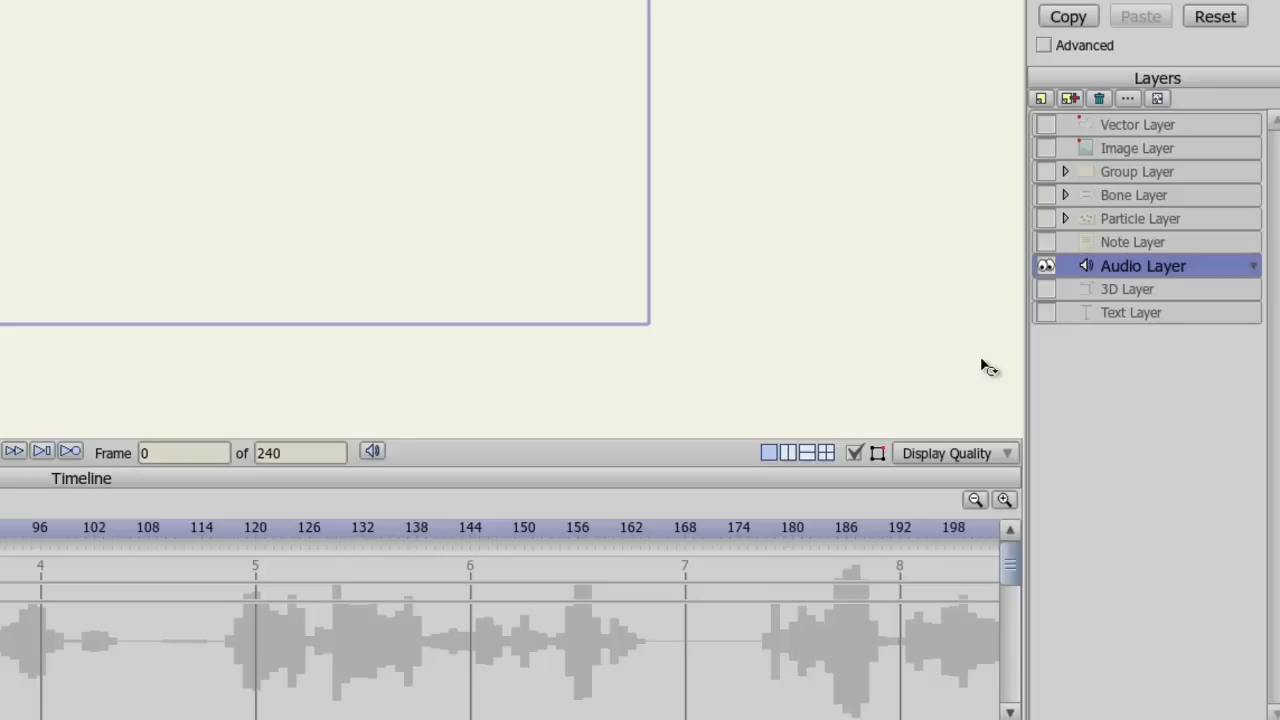 Copy Paste Reset
Advanced
Layers
Vector Layer
Image Layer
Group Layer
Bone Layer
Particle Layer
Note Layer
Audio Layer
3D Layer
Text Layer
Frame 0 of 240
Display Quality
Timeline
96 102 108 114 120 126 132 138 144 150 156 162 168 174 180 186 192 198
4 5 6 7 8